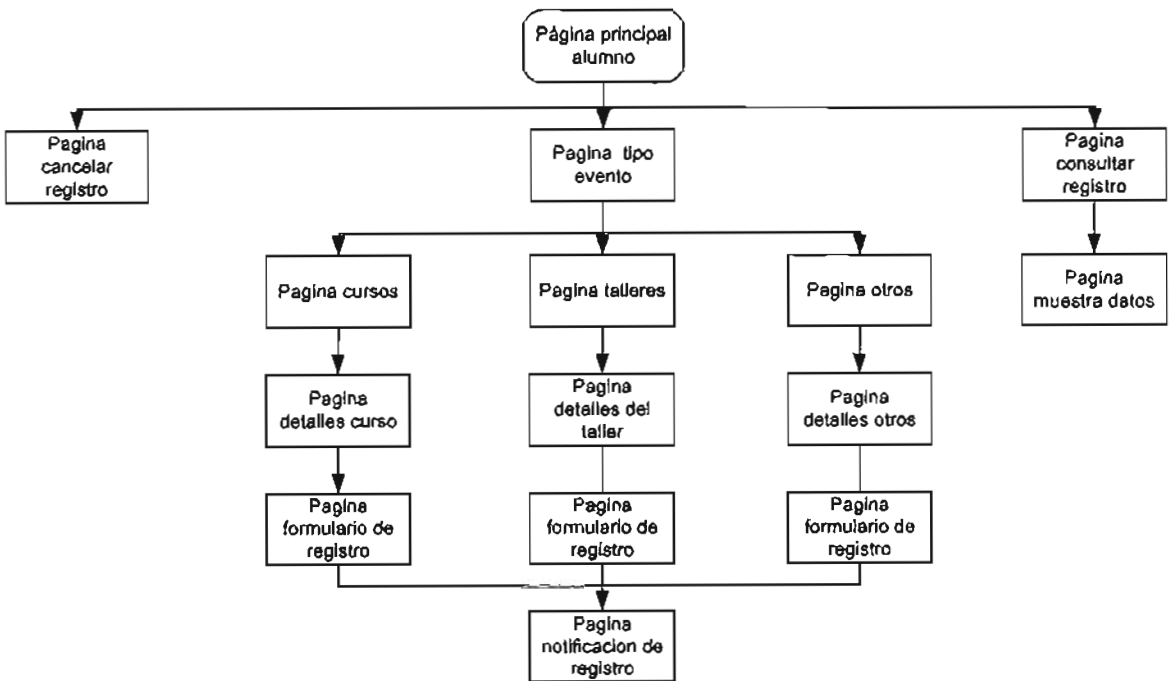 Página principal
alumno
Pagina
cancelar
registro
Pagina tipo
evento
Pagina
consultar
registro
Pagina cursos
Pagina talleres
Pagina otros
Pagina
muestra datos
Pagina
detalles curso
Pagina
detalles del
taller
Pagina
detalles otros
Pagina
formulario de
registro
Pagina
formulario de
registro
Pagina
formulario de
registro
Pagina
notificacion de
registro